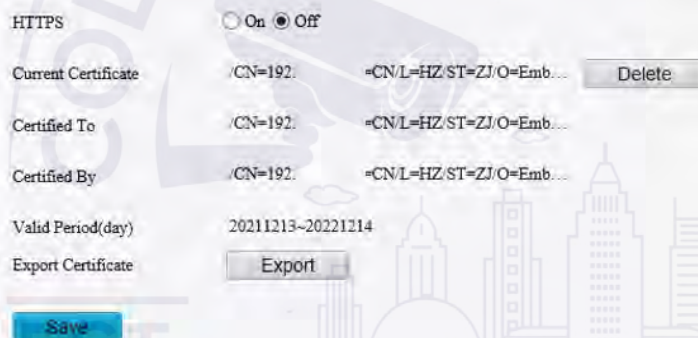 HTTPS On Off
Current Certificate /CN=192. =CN/L=HZ/ST=ZJ/O=Emb... Delete
Certified To /CN=192. =CN/L=HZ/ST=ZJ/O=Emb...
Certified By /CN=192. =CN/L=HZ/ST=ZJ/O=Emb...
Valid Period(day) 20211213~20221214
Export Certificate Export
Save